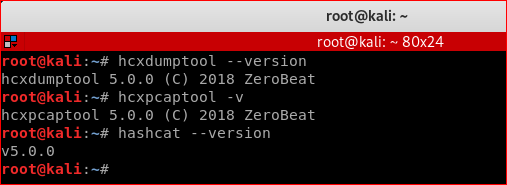 root@kali: ~
root@kali: ~ 80x24
root@kali:~# hcxdumptool --version
hcxdumptool 5.0.0 (C) 2018 ZeroBeat
root@kali:~# hcxpcaptool -v
hcxpcaptool 5.0.0 (C) 2018 ZeroBeat
root@kali:~# hashcat --version
v5.0.0
root@kali:~#